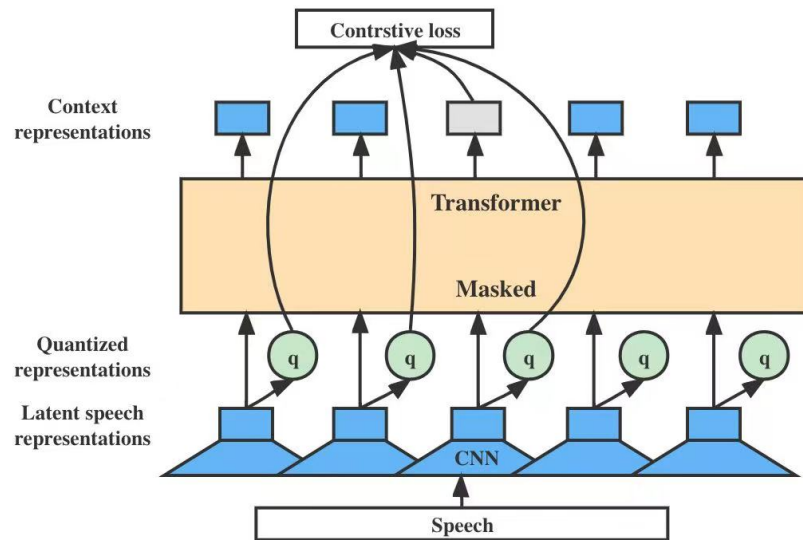 Contrstive loss
Context
representations
Transformer
Masked
Quantized
representations
q q q q q
Latent speech
representations
CNN
Speech